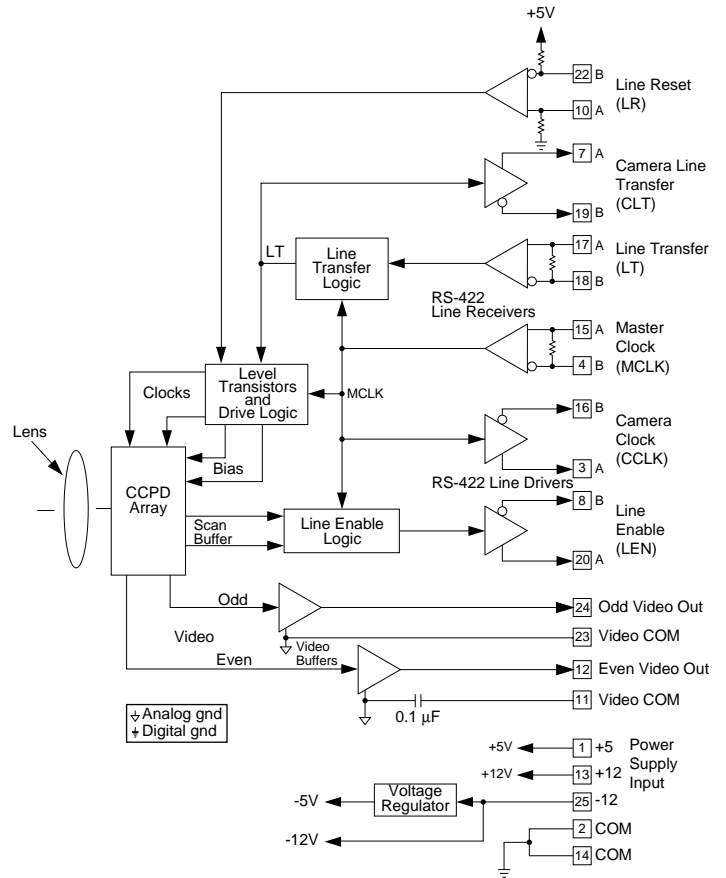 +5V
22 B
Line Reset
(LR)
10 A
7 A
Camera Line
Transfer
(CLT)
19 B
LT
Line
Transfer
Logic
17 A
Line Transfer
(LT)
18 B
RS-422
Line Receivers
15 A
Master
Clock
(MCLK)
4 B
Level
Transistors
and
Drive Logic
MCLK
Clocks
16 B
Camera
Clock
(CCLK)
3 A
Lens
Bias
CCPD
Array
RS-422 Line Drivers
8 B
Line
Enable
(LEN)
Scan
Buffer
Line Enable
Logic
20 A
Odd
24 Odd Video Out
Video
Video
Buffers
23 Video COM
Even
12 Even Video Out
11 Video COM
0.1 µF
Analog gnd
Digital gnd
+5V
1 +5
Power
Supply
Input
+12V
13 +12
-5V
Voltage
Regulator
25 -12
-12V
2 COM
14 COM